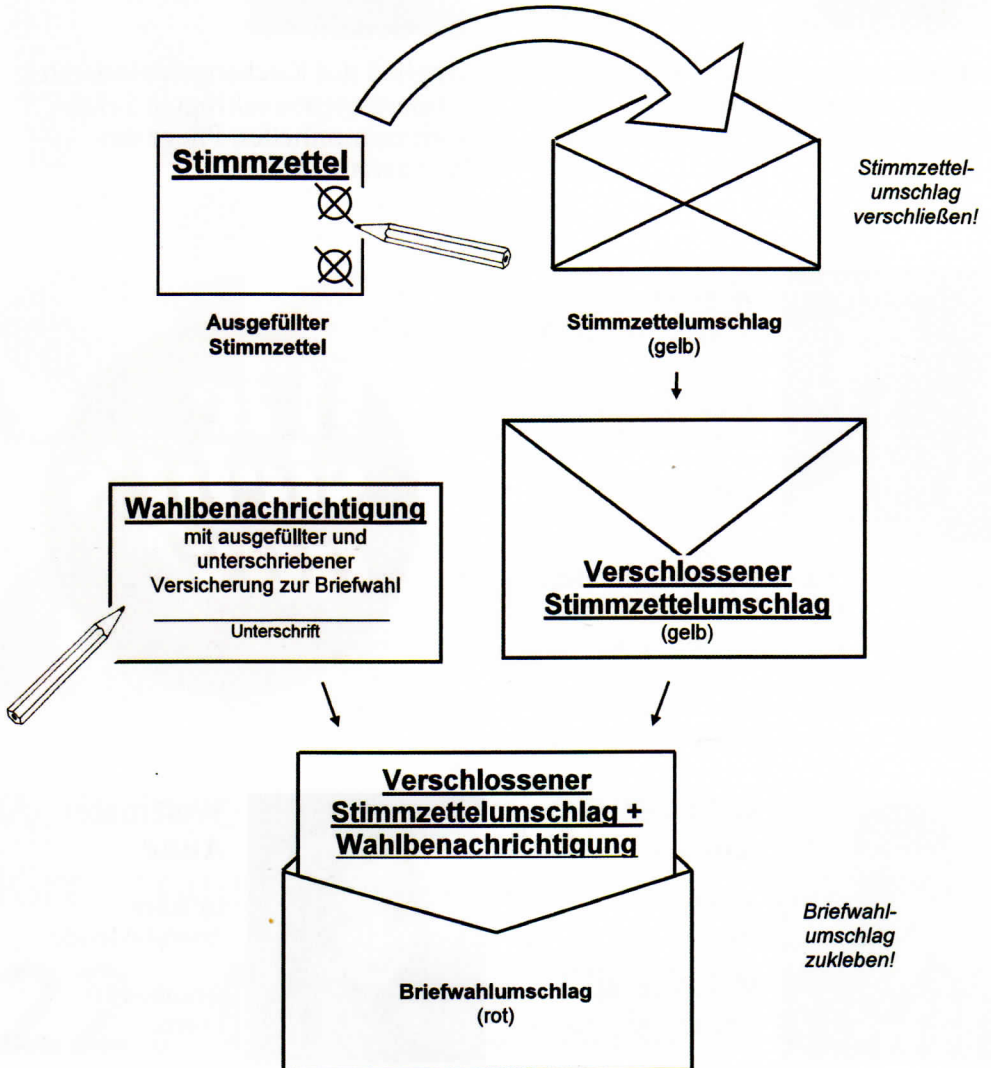 Stimmzettel
Stimmzettel-
umschlag
verschließen!
Ausgefüllter
Stimmzettel
Stimmzettelumschlag
(gelb)
Wahlbenachrichtigung
mit ausgefüllter und
unterschriebener
Versicherung zur Briefwahl
Unterschrift
Verschlossener
Stimmzettelumschlag
(gelb)
Verschlossener
Stimmzettelumschlag +
Wahlbenachrichtigung
Briefwahl-
umschlag
zukleben!
Briefwahlumschlag
(rot)